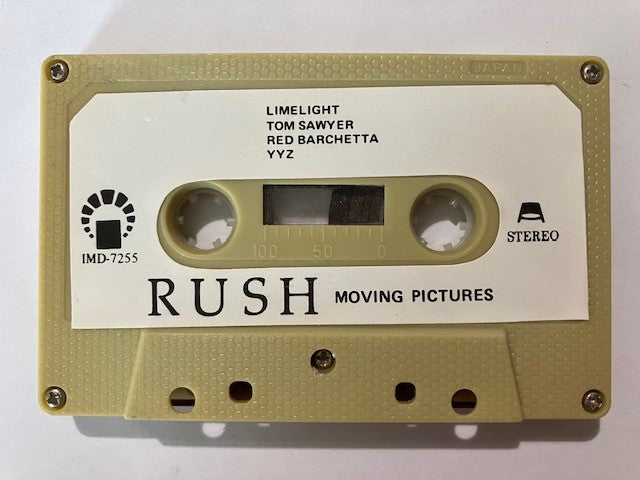 JAPAN
LIMELIGHT
TOM SAWYER
RED BARCHETTA
YYZ
100 50 0
IMD-7255
STEREO
RUSH MOVING PICTURES